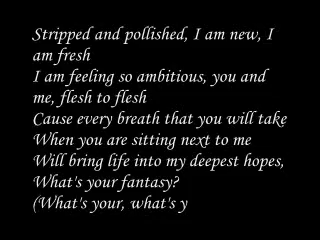 Stripped and pollished, I am new, I
am fresh
I am feeling so ambitious, you and
me, flesh to flesh
Cause every breath that you will take
When you are sitting next to me
Will bring life into my deepest hopes,
What's your fantasy?
(What's your, what's y